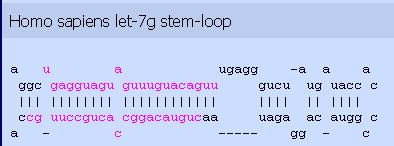 Homo sapiens let-7g stem-loop
a   u         a             ugagg     -a  a    a
 ggc gagguagu guuuguacaguu       gucu   ug uacc c
 ||| |||||||| ||||||||||||       ||||   || |||| 
 ccg uuccguca cggacaugucaa       uaga   ac augg c
a   -         c             -----     gg  -    c